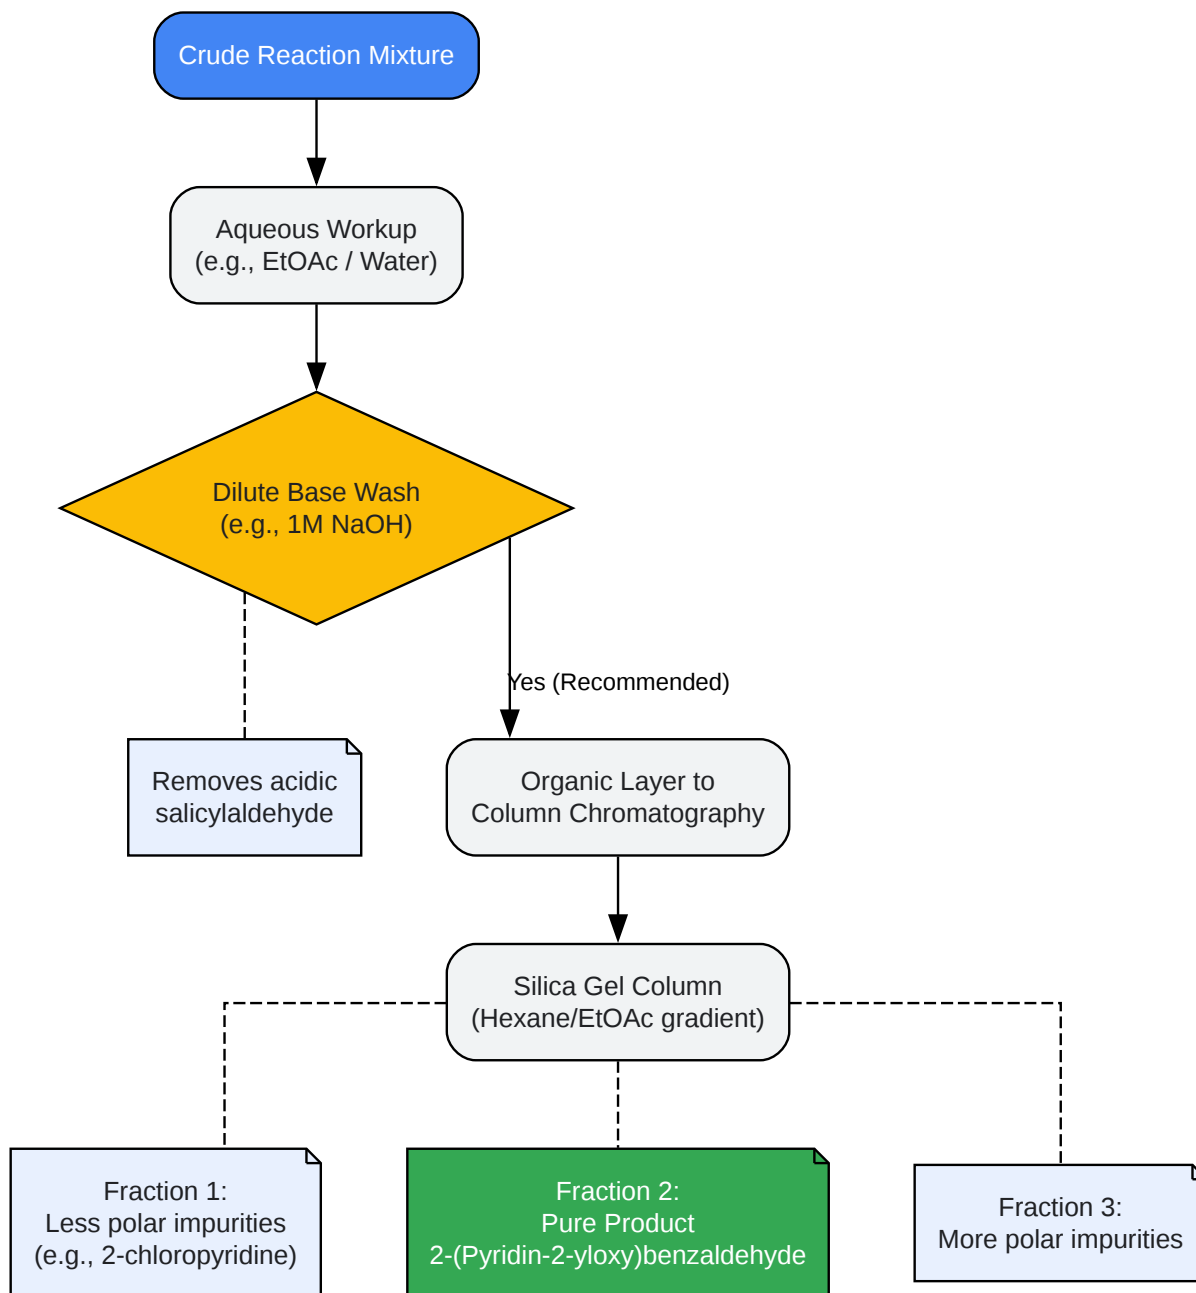 Crude Reaction Mixture
Aqueous Workup
(e.g., EtOAc / Water)
Dilute Base Wash
(e.g., 1M NaOH)
Yes (Recommended)
Removes acidic
salicylaldehyde
Organic Layer to
Column Chromatography
Silica Gel Column
(Hexane/EtOAc gradient)
Fraction 1:
Less polar impurities
(e.g., 2-chloropyridine)
Fraction 2:
Pure Product
2-(Pyridin-2-yloxy)benzaldehyde
Fraction 3:
More polar impurities